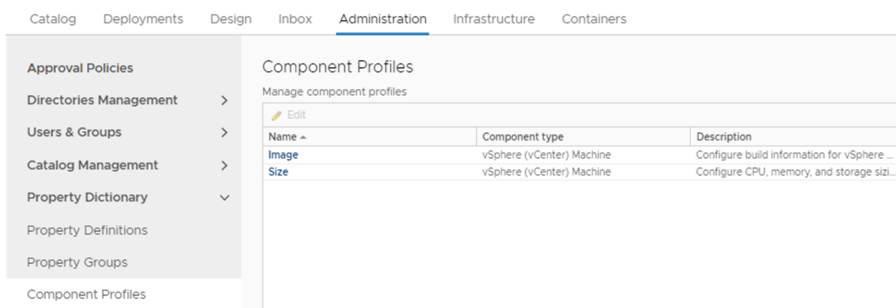 Catalog Deployments Design Inbox Administration Infrastructure Containers
Approval Policies
Directories Management
Users & Groups
Catalog Management
Property Dictionary
Property Definitions
Property Groups
Component Profiles
Component Profiles
Manage component profiles
Edit
Name Component type Description
Image vSphere (vCenter) Machine Configure build information for vSphere ...
Size vSphere (vCenter) Machine Configure CPU, memory, and storage sizi...